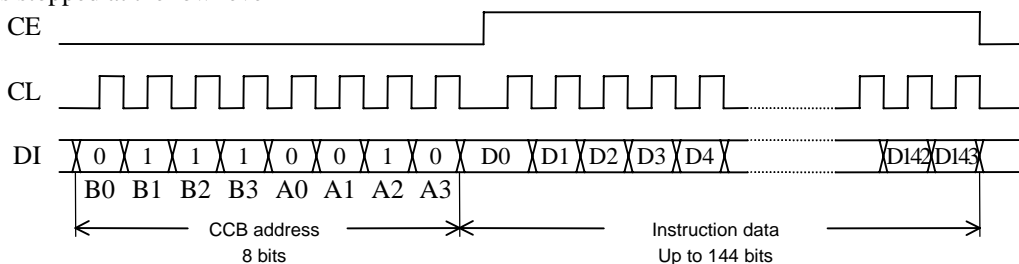 CE
CL
DI 0 1 1 1 0 0 1 0 D0 D1 D2 D3 D4 D142 D143
B0 B1 B2 B3 A0 A1 A2 A3
CCB address Instruction data
8 bits Up to 144 bits